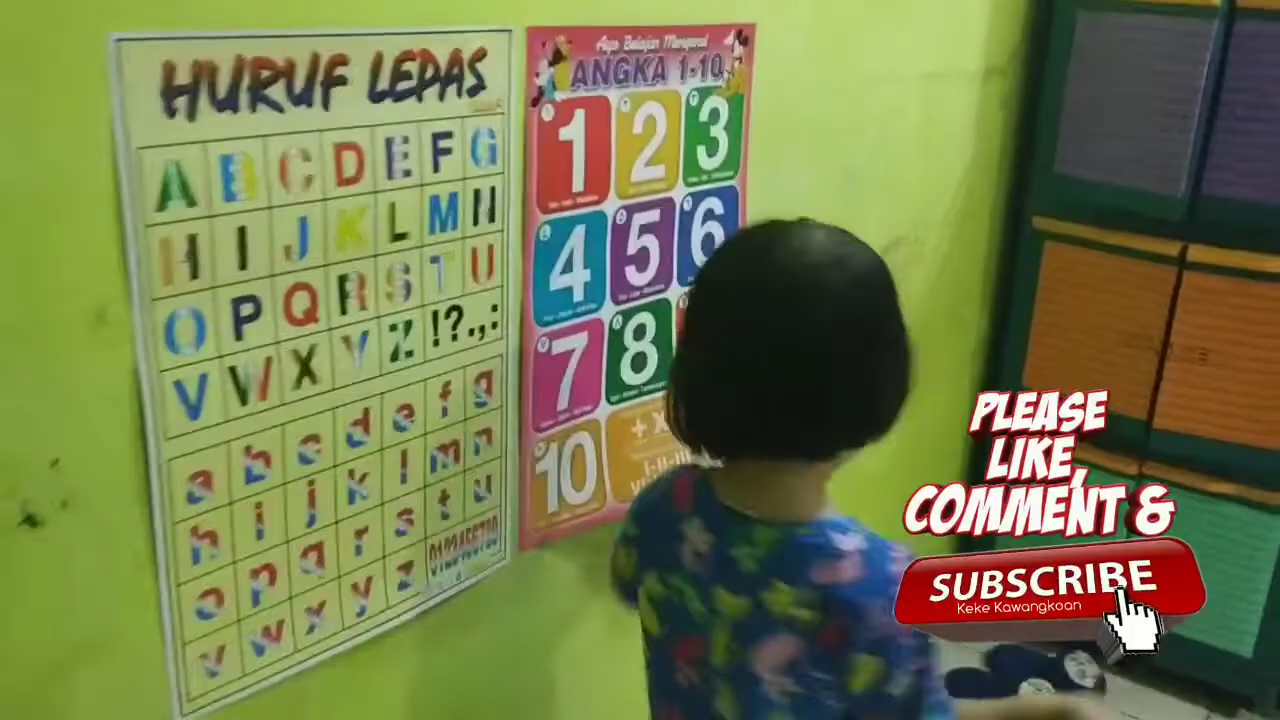 HURUF LEPAS
A B C D E F G
H I J K L M N
O P Q R S T U
V W X Y Z !?.,:
a b c d e f g
h i j k l m n
o p q r s t u
v w x y z
Ayo Belajar Mengenal
ANGKA 1-10
1 2 3
4 5 6
7 8
10
+ x
PLEASE
LIKE,
COMMENT &
SUBSCRIBE
Keke Kawangkoan